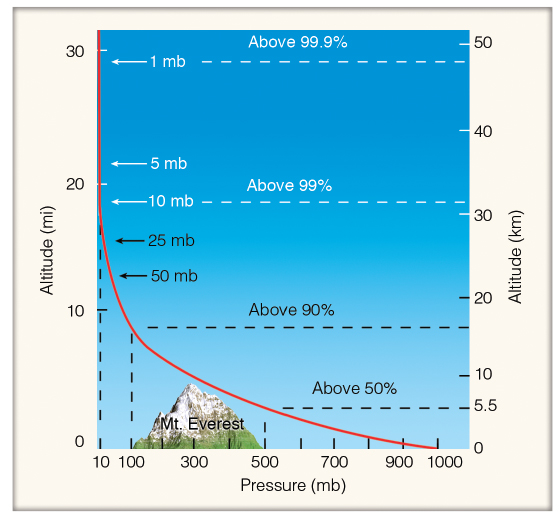 Above 99.9%
30
50
1 mb
40
5 mb
20
Above 99%
10 mb
30
25 mb
50 mb
Altitude (mi)
Altitude (km)
20
10
Above 90%
10
Above 50%
5.5
Mt. Everest
0
0
10 100 300 500 700 900 1000
Pressure (mb)